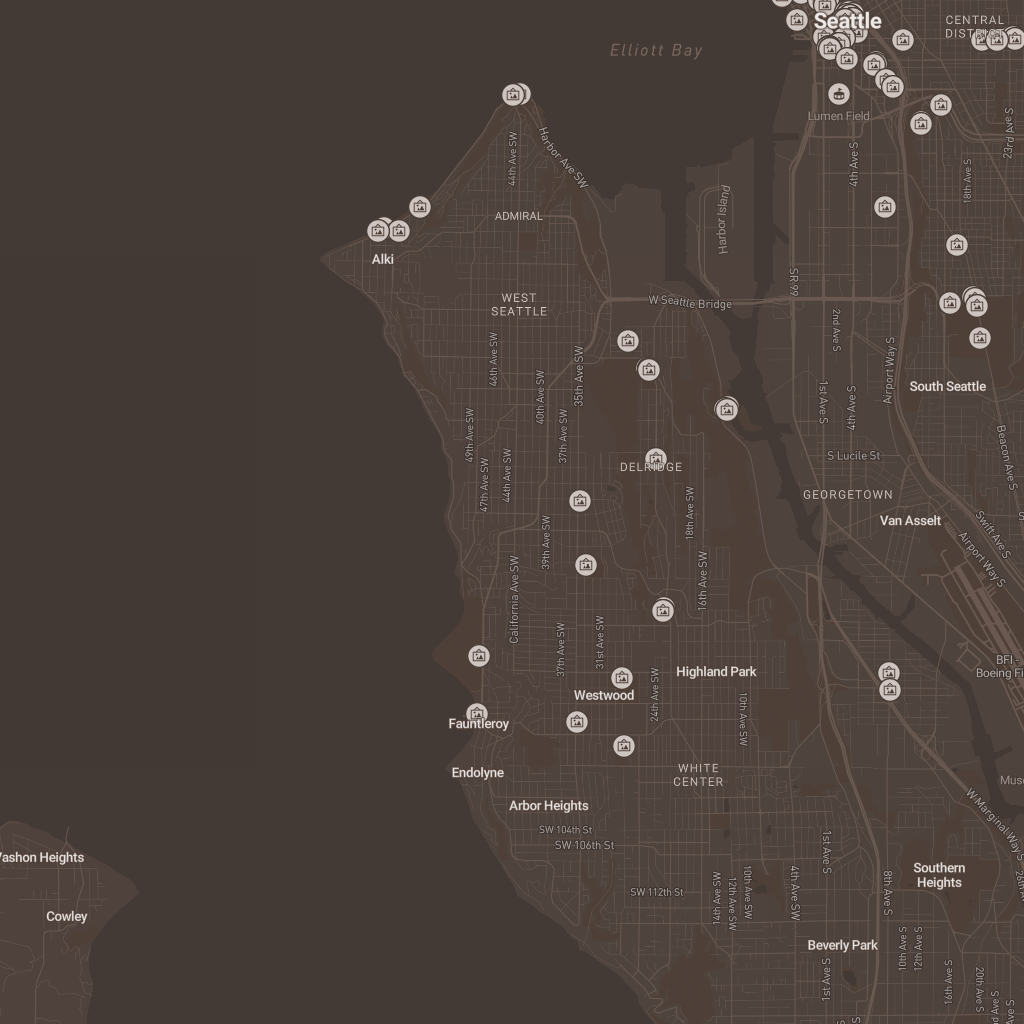 Seattle
CENTRAL
DISTRICT
Elliott Bay
Lumen Field
23rd Ave S
44th Ave SW
Harbor Ave SW
4th Ave S
18th Ave S
ADMIRAL
Harbor Island
Alki
SR 99
WEST
SEATTLE
W Seattle Bridge
2nd Ave S
46th Ave SW
35th Ave SW
Airport Way S
South Seattle
40th Ave SW
1st Ave S
4th Ave S
49th Ave SW
37th Ave SW
Beacon Ave S
S Lucile St
DELRIDGE
47th Ave SW
44th Ave SW
GEORGETOWN
18th Ave SW
Van Asselt
Swift Ave S
39th Ave SW
Airport Way S
California Ave SW
16th Ave SW
37th Ave SW
31st Ave SW
BFI -
Boeing Fi
Highland Park
Westwood
24th Ave SW
10th Ave SW
Fauntleroy
Endolyne
WHITE
CENTER
Muse
Arbor Heights
W Marginal Way S
SW 104th St
SW 106th St
1st Ave S
Vashon Heights
Southern
Heights
SW 112th St
14th Ave SW
12th Ave SW
10th Ave SW
4th Ave SW
8th Ave S
26th A
Cowley
Beverly Park
10th Ave S
12th Ave S
1st Ave S
16th Ave S
20th Ave S